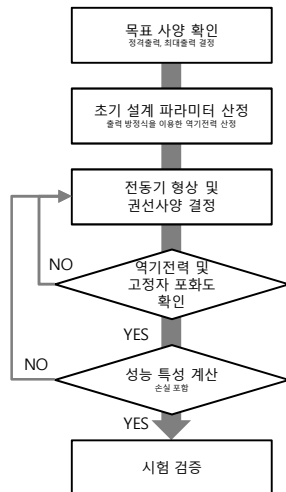 목표 사양 확인
정격출력, 최대출력 결정
초기 설계 파라미터 산정
출력 방정식을 이용한 역기전력 산정
전동기 형상 및
권선사양 결정
NO
역기전력 및
고정자 포화도
확인
YES
NO
성능 특성 계산
손실 포함
YES
시험 검증